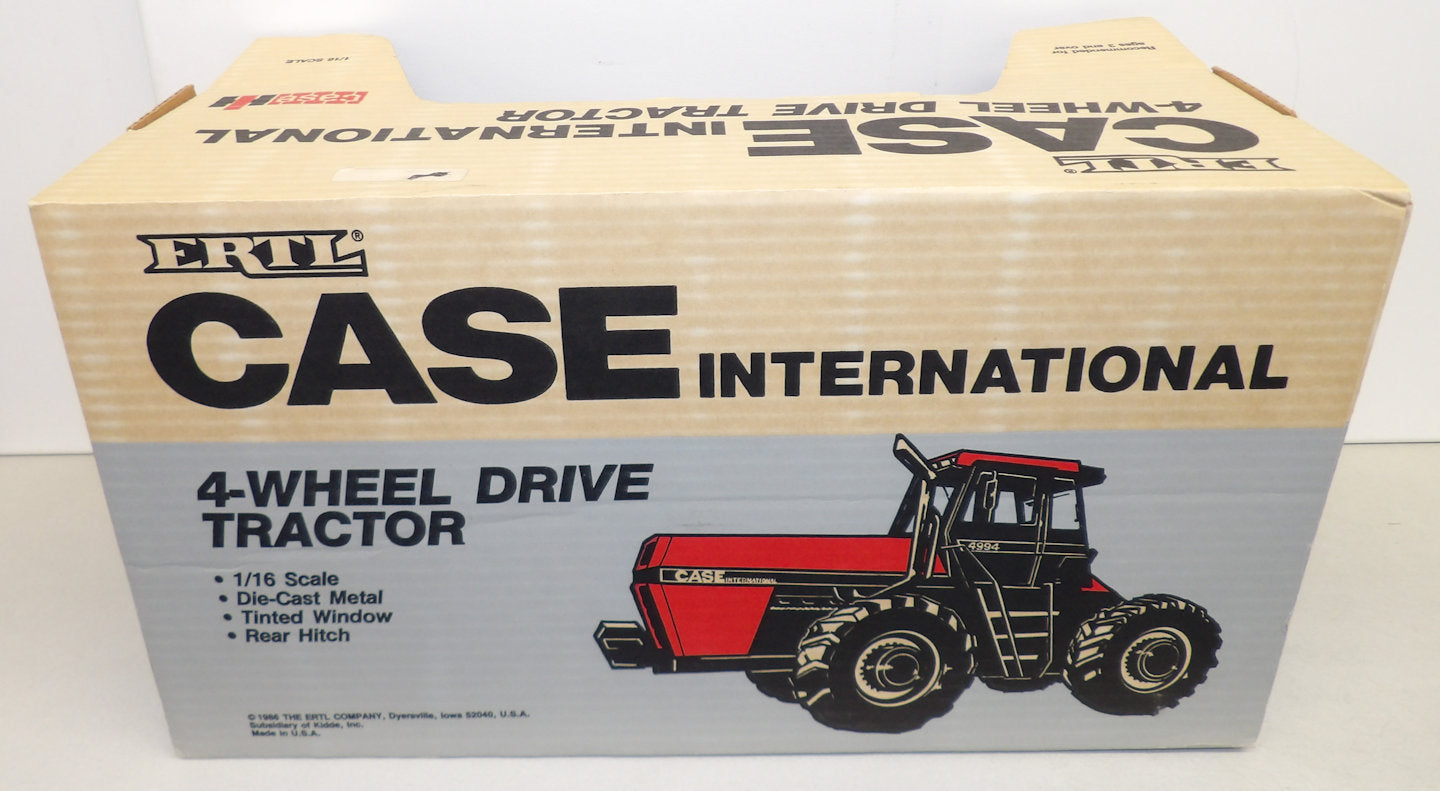 1/16 SCALE
case IH
Recommended for
ages 3 and over
ERTL®
CASE INTERNATIONAL
4-WHEEL DRIVE TRACTOR
ERTL®
CASE INTERNATIONAL
4-WHEEL DRIVE
TRACTOR
• 1/16 Scale
• Die-Cast Metal
• Tinted Window
• Rear Hitch
4994
CASE INTERNATIONAL
© 1986 THE ERTL COMPANY, Dyersville, Iowa 52040, U.S.A.
Subsidiary of Kidde, Inc.
Made in U.S.A.